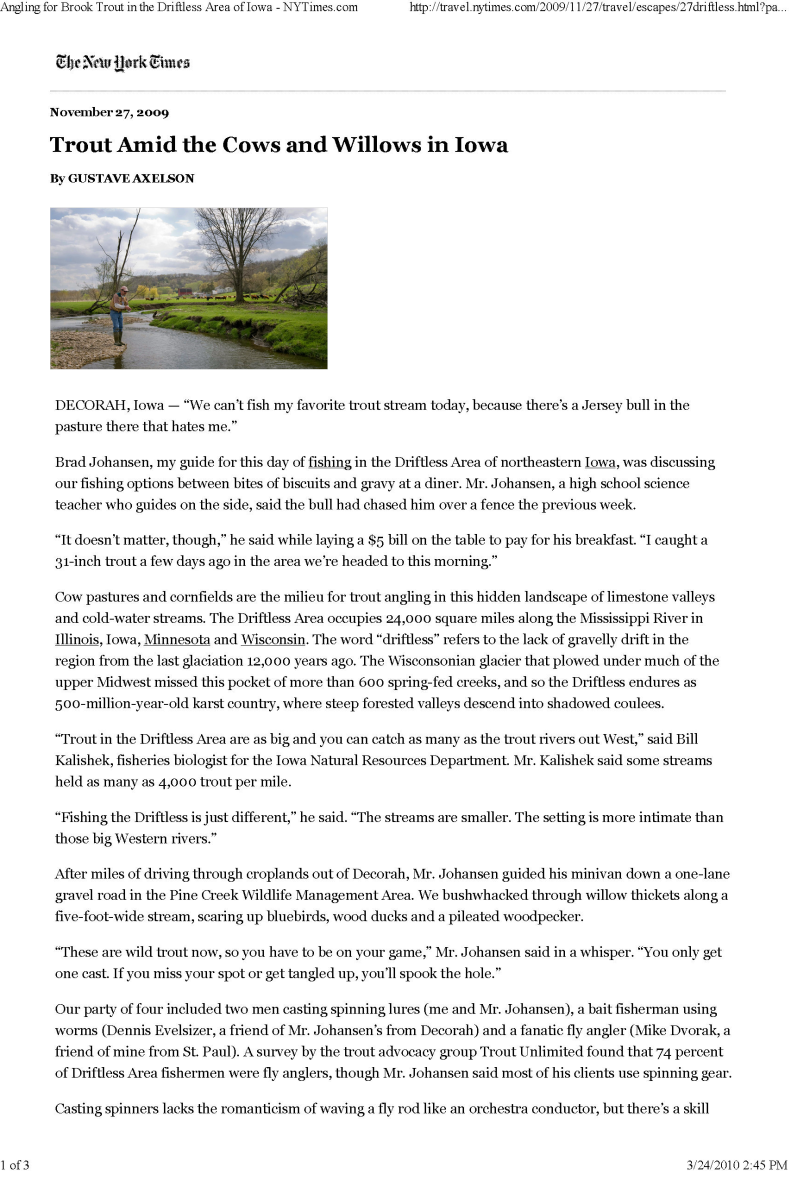 Angling for Brook Trout in the Driftless Area of Iowa - NYTimes.com http://travel.nytimes.com/2009/11/27/travel/escapes/27driftless.html?pa...
The New York Times
November 27, 2009
Trout Amid the Cows and Willows in Iowa
By GUSTAVE AXELSON
DECORAH, Iowa — “We can’t fish my favorite trout stream today, because there’s a Jersey bull in the
pasture there that hates me.”
Brad Johansen, my guide for this day of fishing in the Driftless Area of northeastern Iowa, was discussing
our fishing options between bites of biscuits and gravy at a diner. Mr. Johansen, a high school science
teacher who guides on the side, said the bull had chased him over a fence the previous week.
“It doesn’t matter, though,” he said while laying a $5 bill on the table to pay for his breakfast. “I caught a
31-inch trout a few days ago in the area we’re headed to this morning.”
Cow pastures and cornfields are the milieu for trout angling in this hidden landscape of limestone valleys
and cold-water streams. The Driftless Area occupies 24,000 square miles along the Mississippi River in
Illinois, Iowa, Minnesota and Wisconsin. The word “driftless” refers to the lack of gravelly drift in the
region from the last glaciation 12,000 years ago. The Wisconsonian glacier that plowed under much of the
upper Midwest missed this pocket of more than 600 spring-fed creeks, and so the Driftless endures as
500-million-year-old karst country, where steep forested valleys descend into shadowed coulees.
“Trout in the Driftless Area are as big and you can catch as many as the trout rivers out West,” said Bill
Kalishek, fisheries biologist for the Iowa Natural Resources Department. Mr. Kalishek said some streams
held as many as 4,000 trout per mile.
“Fishing the Driftless is just different,” he said. “The streams are smaller. The setting is more intimate than
those big Western rivers.”
After miles of driving through croplands out of Decorah, Mr. Johansen guided his minivan down a one-lane
gravel road in the Pine Creek Wildlife Management Area. We bushwhacked through willow thickets along a
five-foot-wide stream, scaring up bluebirds, wood ducks and a pileated woodpecker.
“These are wild trout now, so you have to be on your game,” Mr. Johansen said in a whisper. “You only get
one cast. If you miss your spot or get tangled up, you’ll spook the hole.”
Our party of four included two men casting spinning lures (me and Mr. Johansen), a bait fisherman using
worms (Dennis Evelsizer, a friend of Mr. Johansen’s from Decorah) and a fanatic fly angler (Mike Dvorak, a
friend of mine from St. Paul). A survey by the trout advocacy group Trout Unlimited found that 74 percent
of Driftless Area fishermen were fly anglers, though Mr. Johansen said most of his clients use spinning gear.
Casting spinners lacks the romanticism of waving a fly rod like an orchestra conductor, but there’s a skill
1 of 3 3/24/2010 2:45 PM